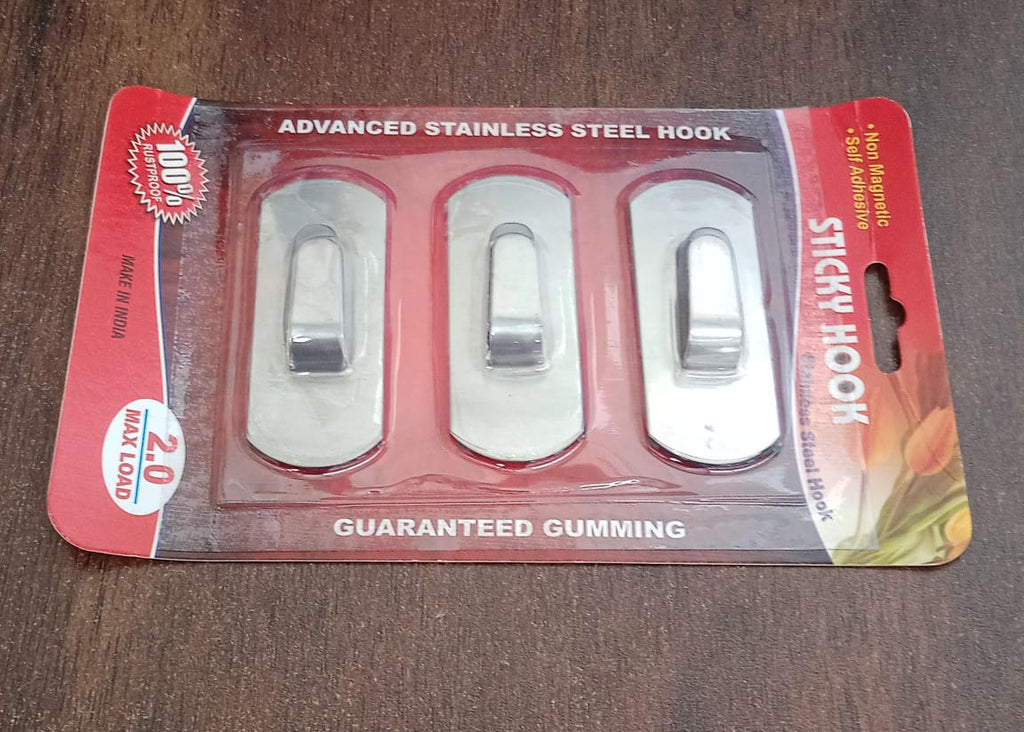 ADVANCED STAINLESS STEEL HOOK
• Non Magnetic
• Self Adhesive
STICKY HOOK
Stainless Steel Hook
100%
RUSTPROOF
MAKE IN INDIA
2.0
MAX LOAD
GUARANTEED GUMMING